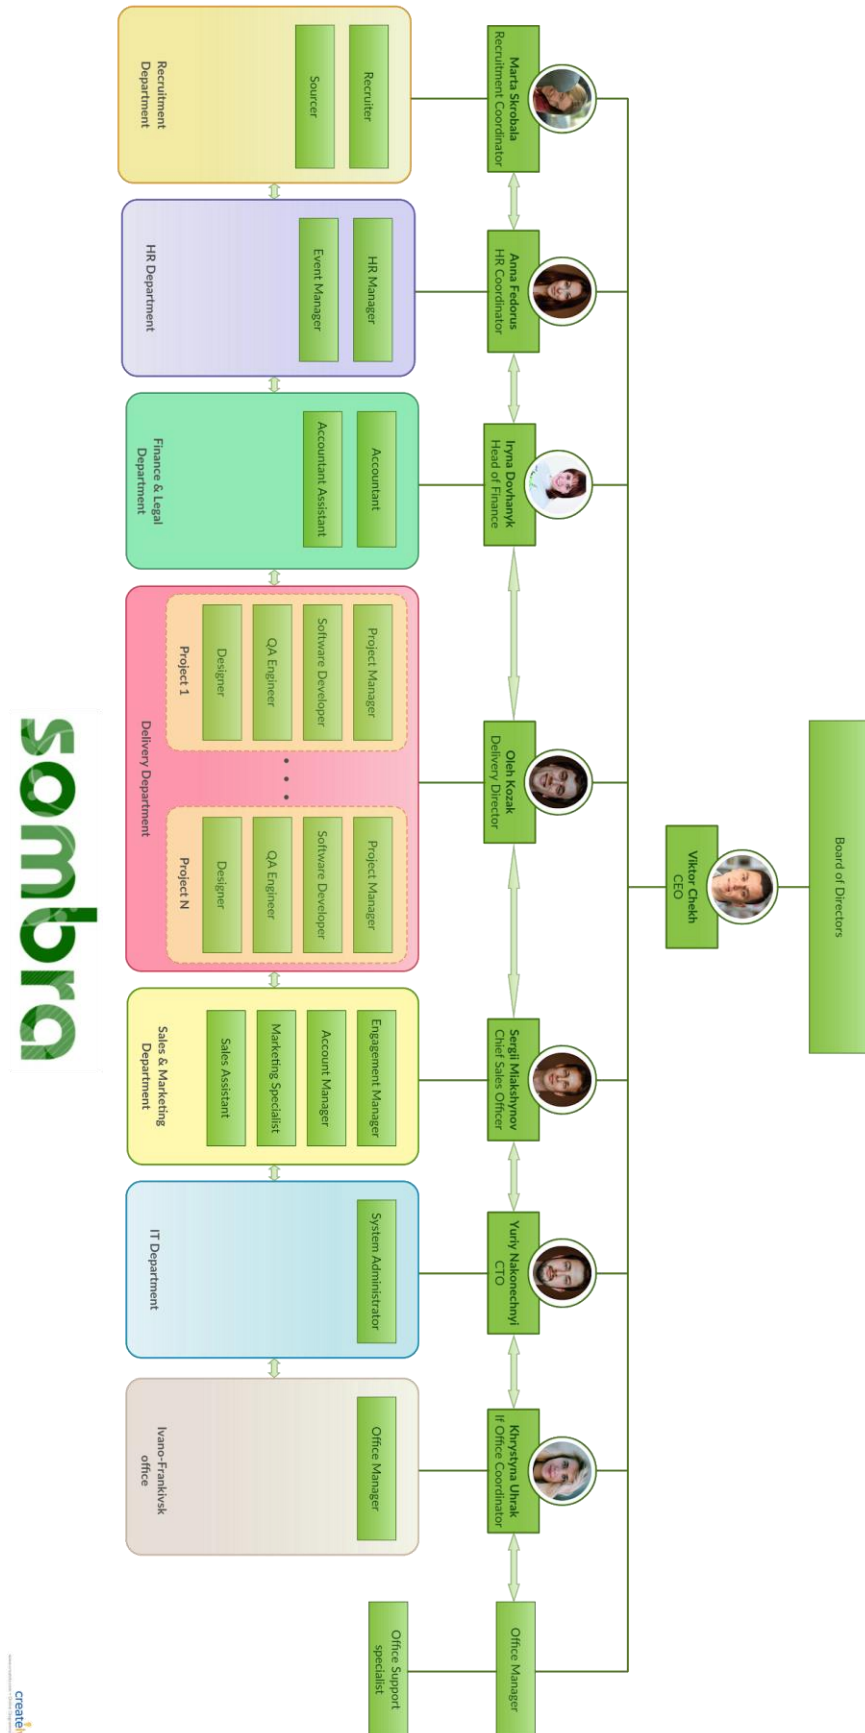 Board of Directors
Viktor Chekh
CEO
Marta Skrobala
Recruitment Coordinator
Anna Fedorus
HR Coordinator
Iryna Dovhanyk
Head of Finance
Oleh Kozak
Delivery Director
Sergii Miakshynov
Chief Sales Officer
Yuriy Nakonechnyi
CTO
Khrystyna Uhrak
If Office Coordinator
Office Manager
Office Support
specialist
Recruiter
Sourcer
Recruitment
Department
HR Manager
Event Manager
HR Department
Accountant
Accountant Assistant
Finance & Legal
Department
Project Manager
Software Developer
QA Engineer
Designer
Project 1
Project Manager
Software Developer
QA Engineer
Designer
Project N
Delivery Department
Engagement Manager
Account Manager
Marketing Specialist
Sales Assistant
Sales & Marketing
Department
System Administrator
IT Department
Office Manager
Ivano-Frankivsk
office
sombra